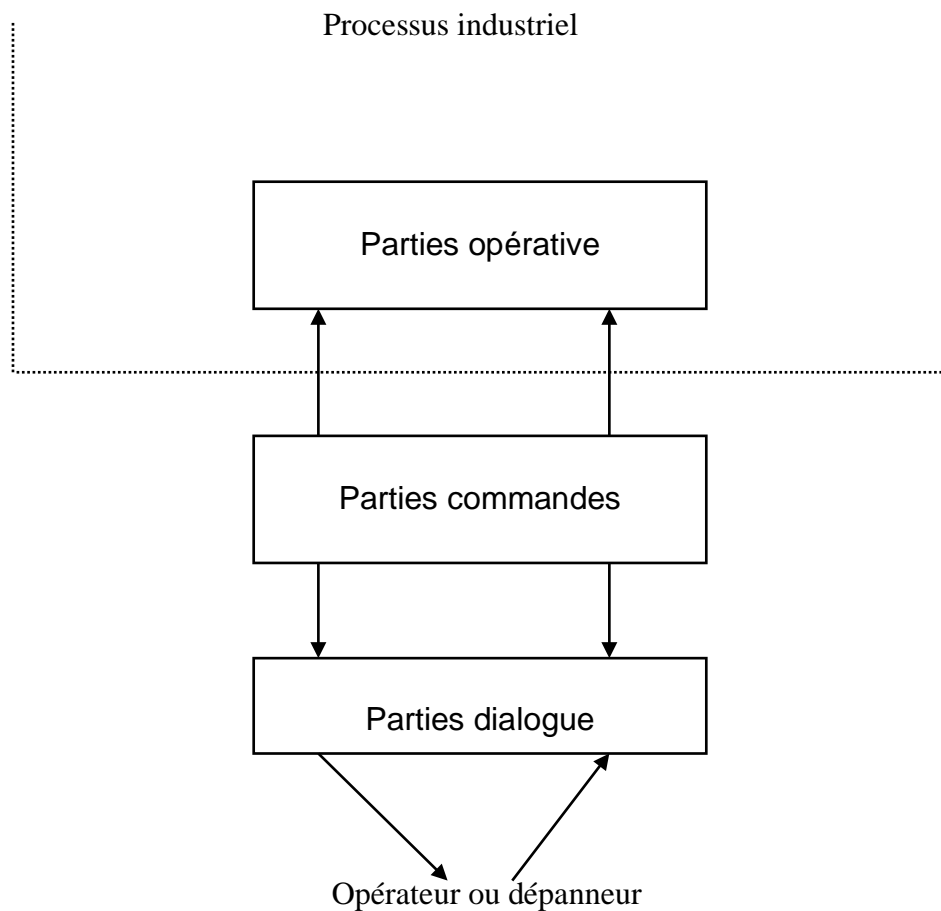 Processus industriel
Parties opérative
Parties commandes
Parties dialogue
Opérateur ou dépanneur